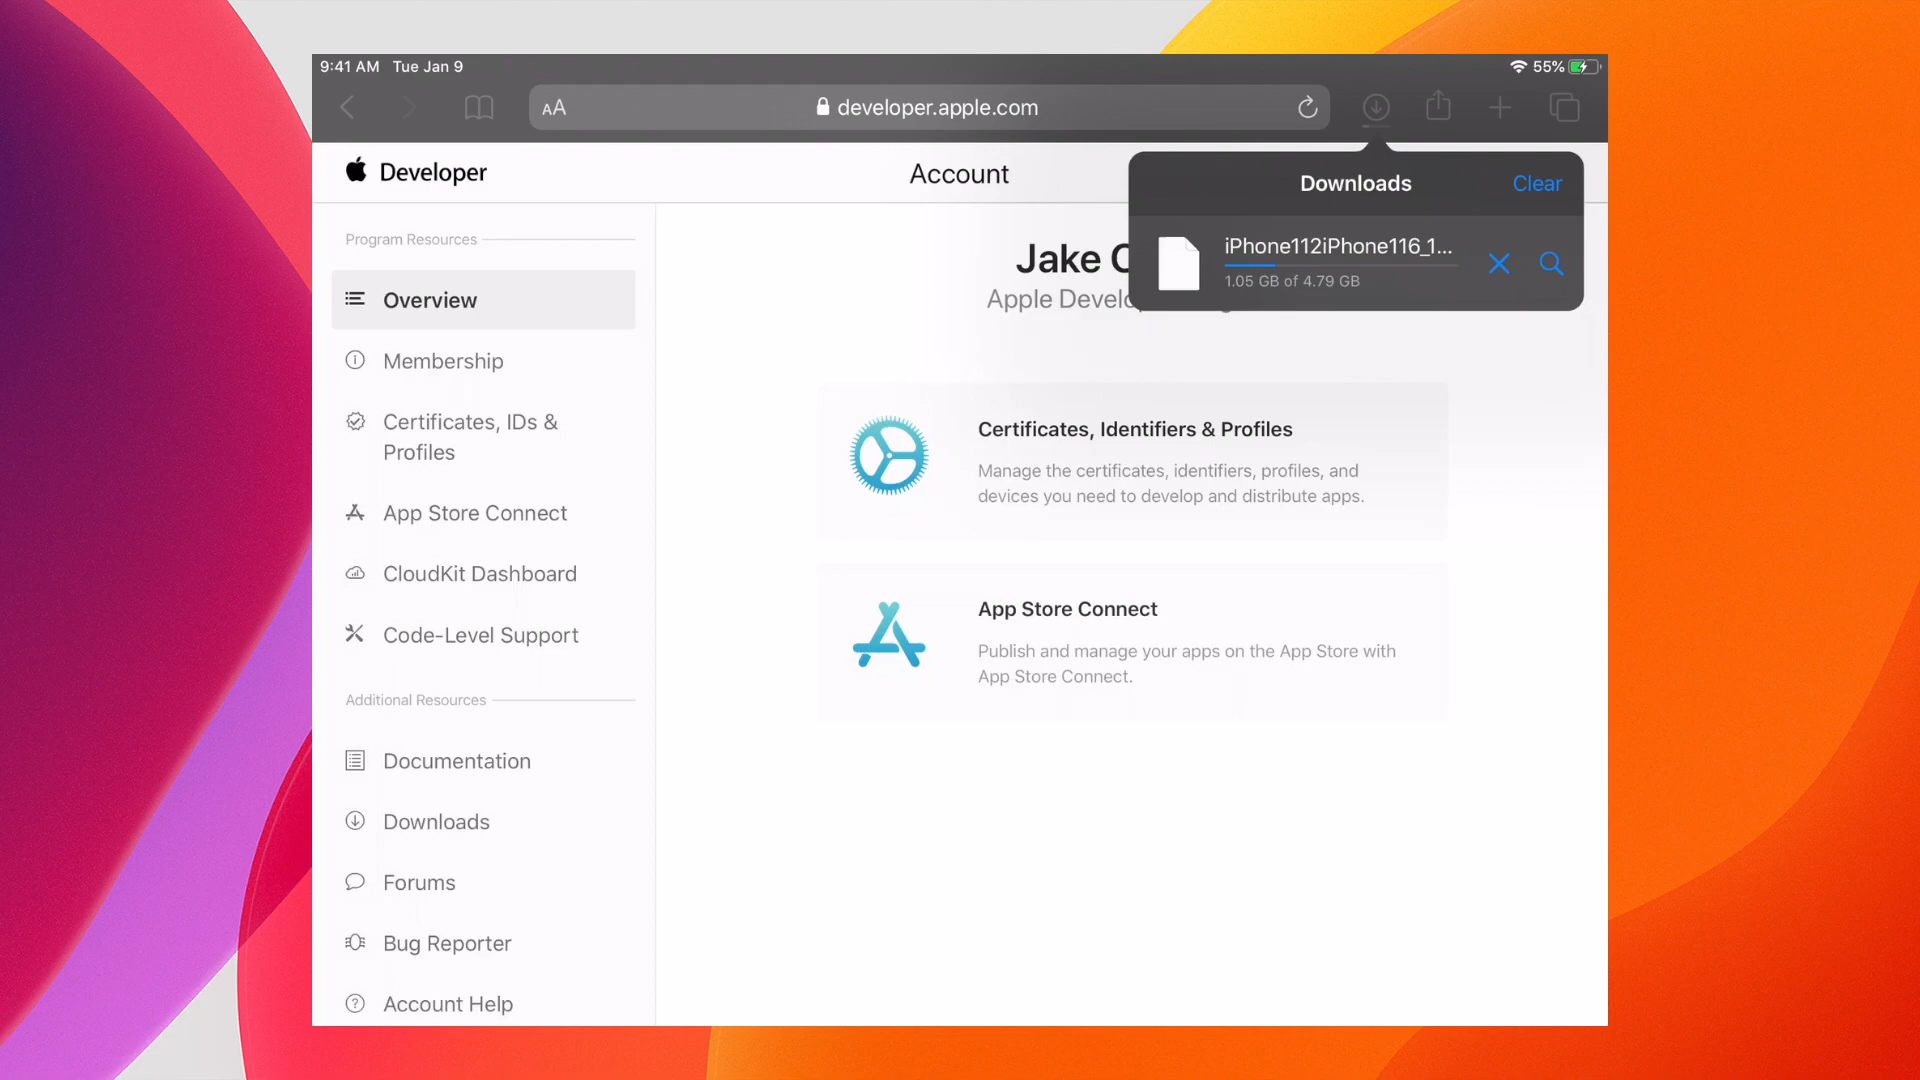 9:41 AM Tue Jan 9
55%
AA
developer.apple.com
Developer
Account
Downloads
Clear
iPhone112iPhone116_1...
1.05 GB of 4.79 GB
Program Resources
Overview
Membership
Certificates, IDs &
Profiles
App Store Connect
CloudKit Dashboard
Code-Level Support
Additional Resources
Documentation
Downloads
Forums
Bug Reporter
Account Help
Jake
Apple
Certificates, Identifiers & Profiles
Manage the certificates, identifiers, profiles, and
devices you need to develop and distribute apps.
App Store Connect
Publish and manage your apps on the App Store with
App Store Connect.